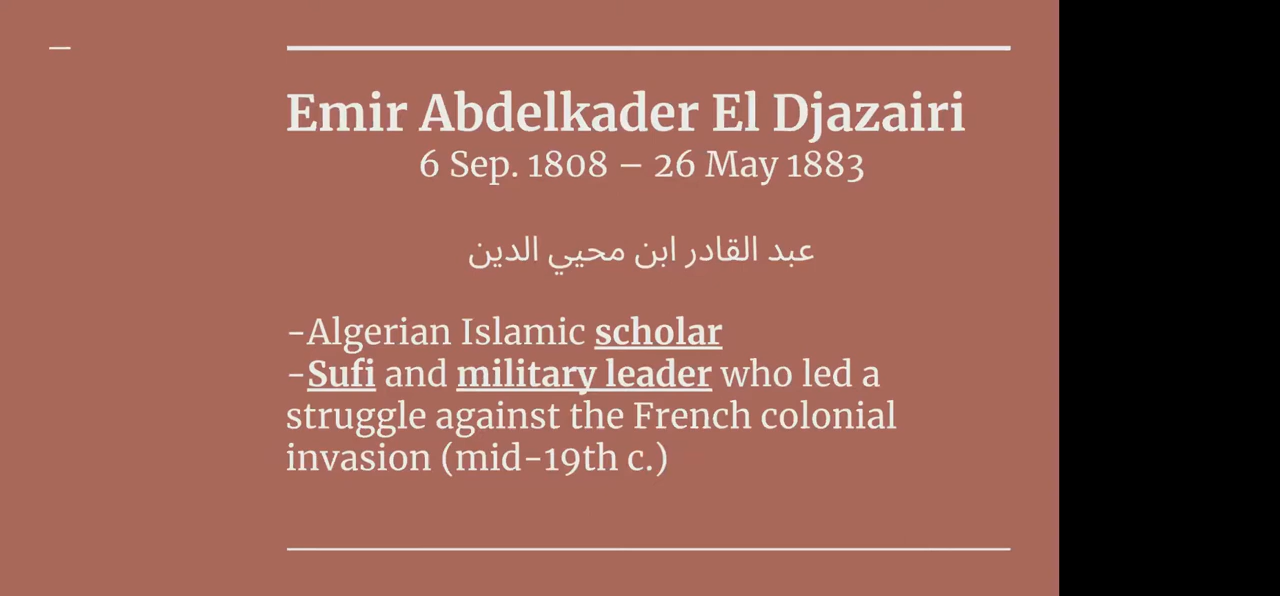 Emir Abdelkader El Djazairi
6 Sep. 1808 – 26 May 1883
عبد القادر ابن محيي الدين
-Algerian Islamic scholar
-Sufi and military leader who led a
struggle against the French colonial
invasion (mid-19th c.)